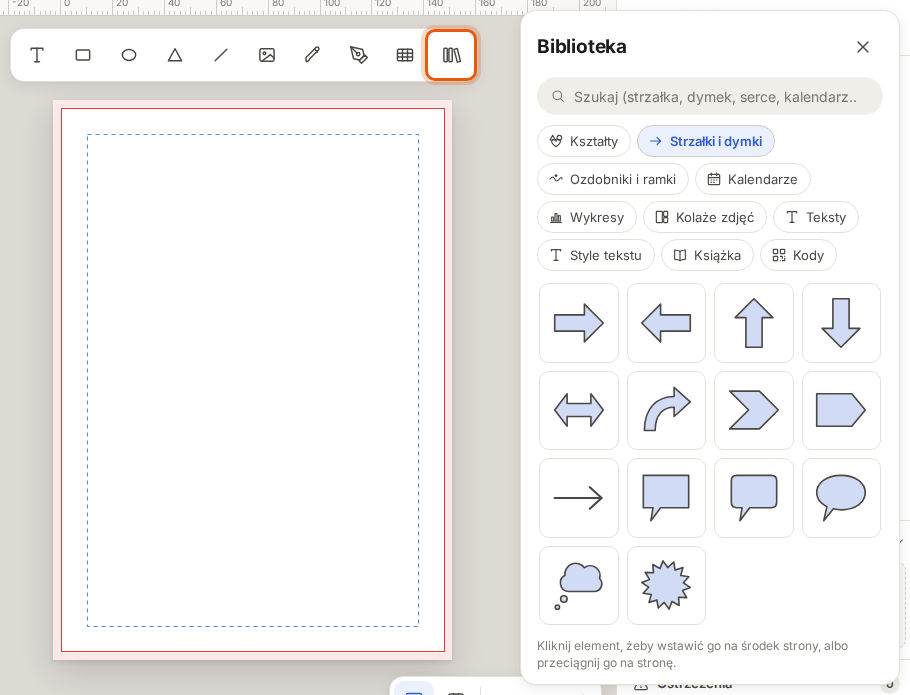 -20 0 20 40 60 80 100 120 140 160 180 200
Biblioteka
Szukaj (strzałka, dymek, serce, kalendarz..
Kształty Strzałki i dymki
Ozdobniki i ramki Kalendarze
Wykresy Kolaże zdjęć Teksty
Style tekstu Książka Kody
Kliknij element, żeby wstawić go na środek strony, albo
przeciągnij go na stronę.
Ostrzeżenia